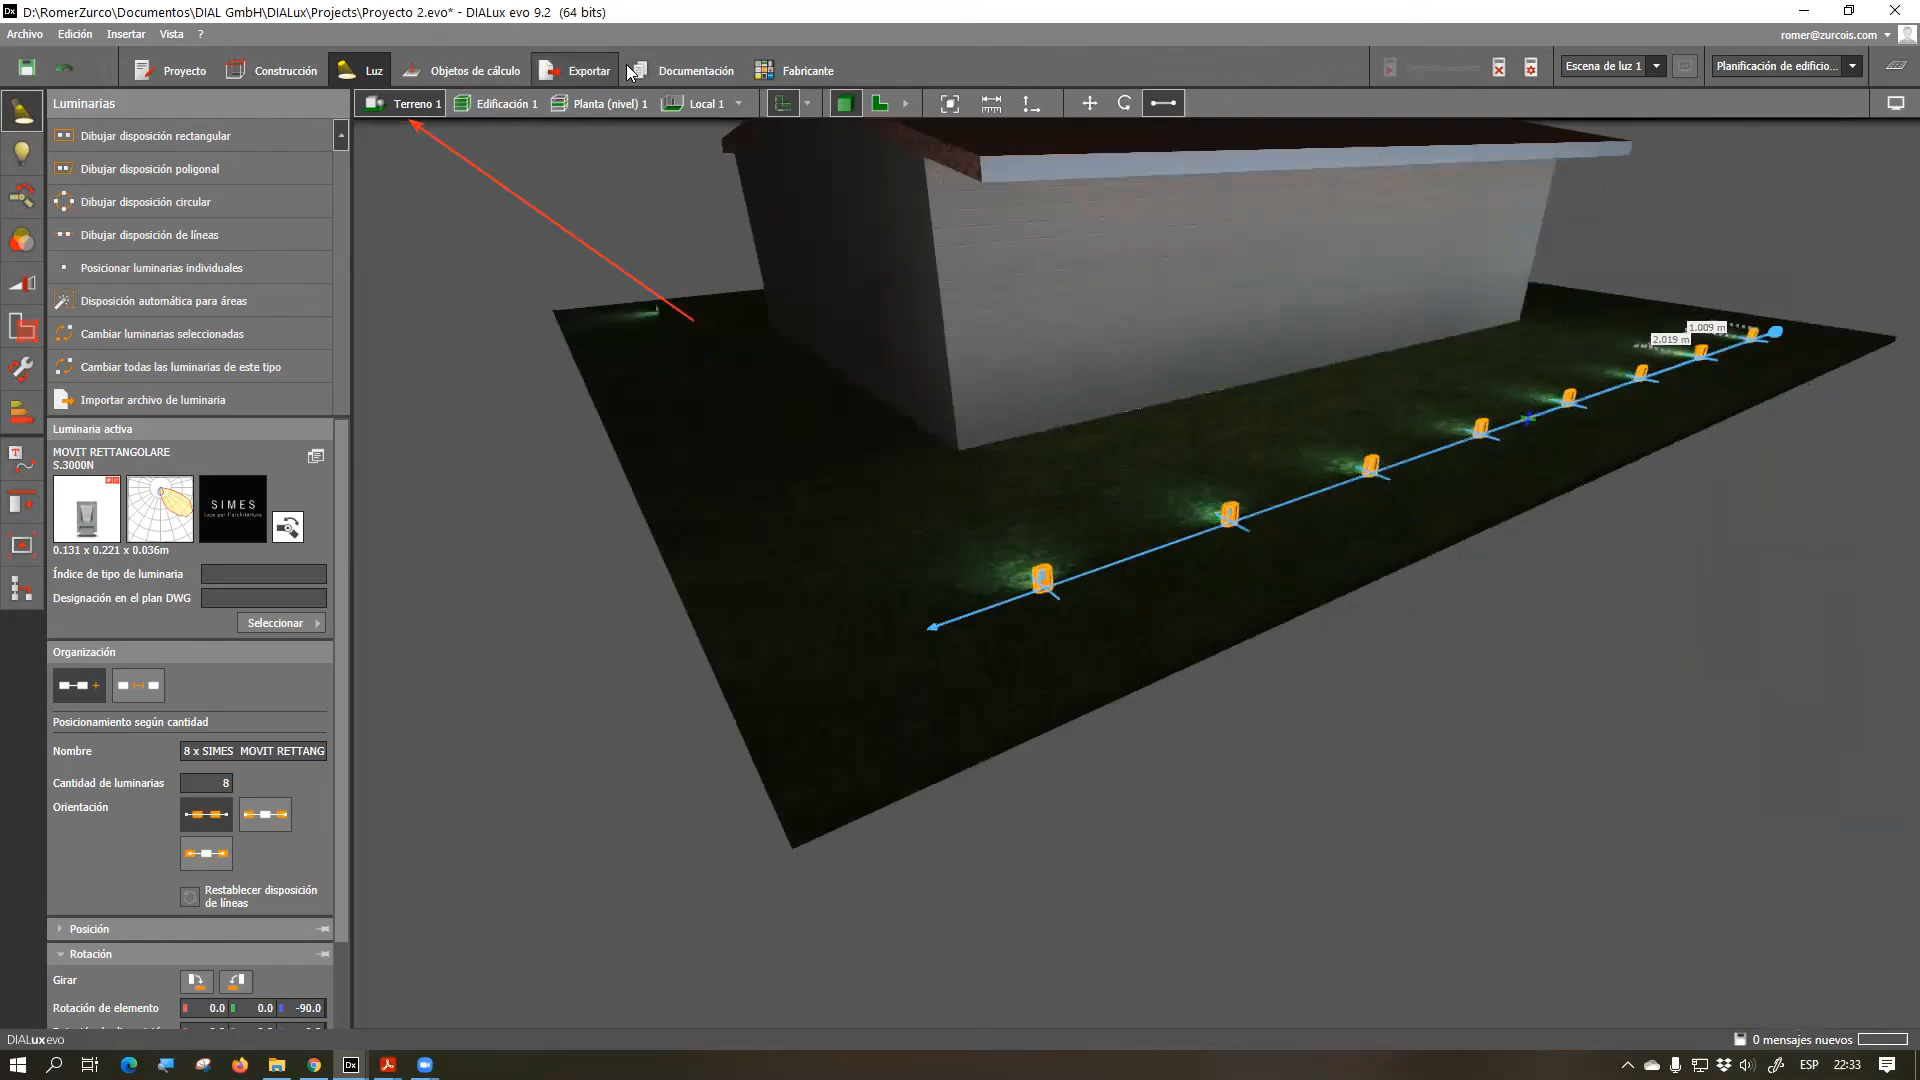 D:\RomerZurco\Documentos\DIAL GmbH\DIALux\Projects\Proyecto 2.evo* - DIALux evo 9.2 (64 bits)
Archivo Edición Insertar Vista ?
romer@zurcois.com
Proyecto Construcción Luz Objetos de cálculo Exportar Documentación Fabricante
Escena de luz 1 Planificación de edificio...
Luminarias
Terreno 1 Edificación 1 Planta (nivel) 1 Local 1
Dibujar disposición rectangular
Dibujar disposición poligonal
Dibujar disposición circular
Dibujar disposición de líneas
Posicionar luminarias individuales
Disposición automática para áreas
Cambiar luminarias seleccionadas
Cambiar todas las luminarias de este tipo
Importar archivo de luminaria
1.009 m
2.019 m
Luminaria activa
MOVIT RETTANGOLARE
S.3000N
SIMES
luce per l'architettura
0.131 x 0.221 x 0.036m
Índice de tipo de luminaria
Designación en el plan DWG
Seleccionar
Organización
Posicionamiento según cantidad
Nombre 8 x SIMES MOVIT RETTANG
Cantidad de luminarias 8
Orientación
Restablecer disposición
de líneas
Posición
Rotación
Girar
Rotación de elemento 0.0 0.0 -90.0
DIALux evo
0 mensajes nuevos
ESP 22:33